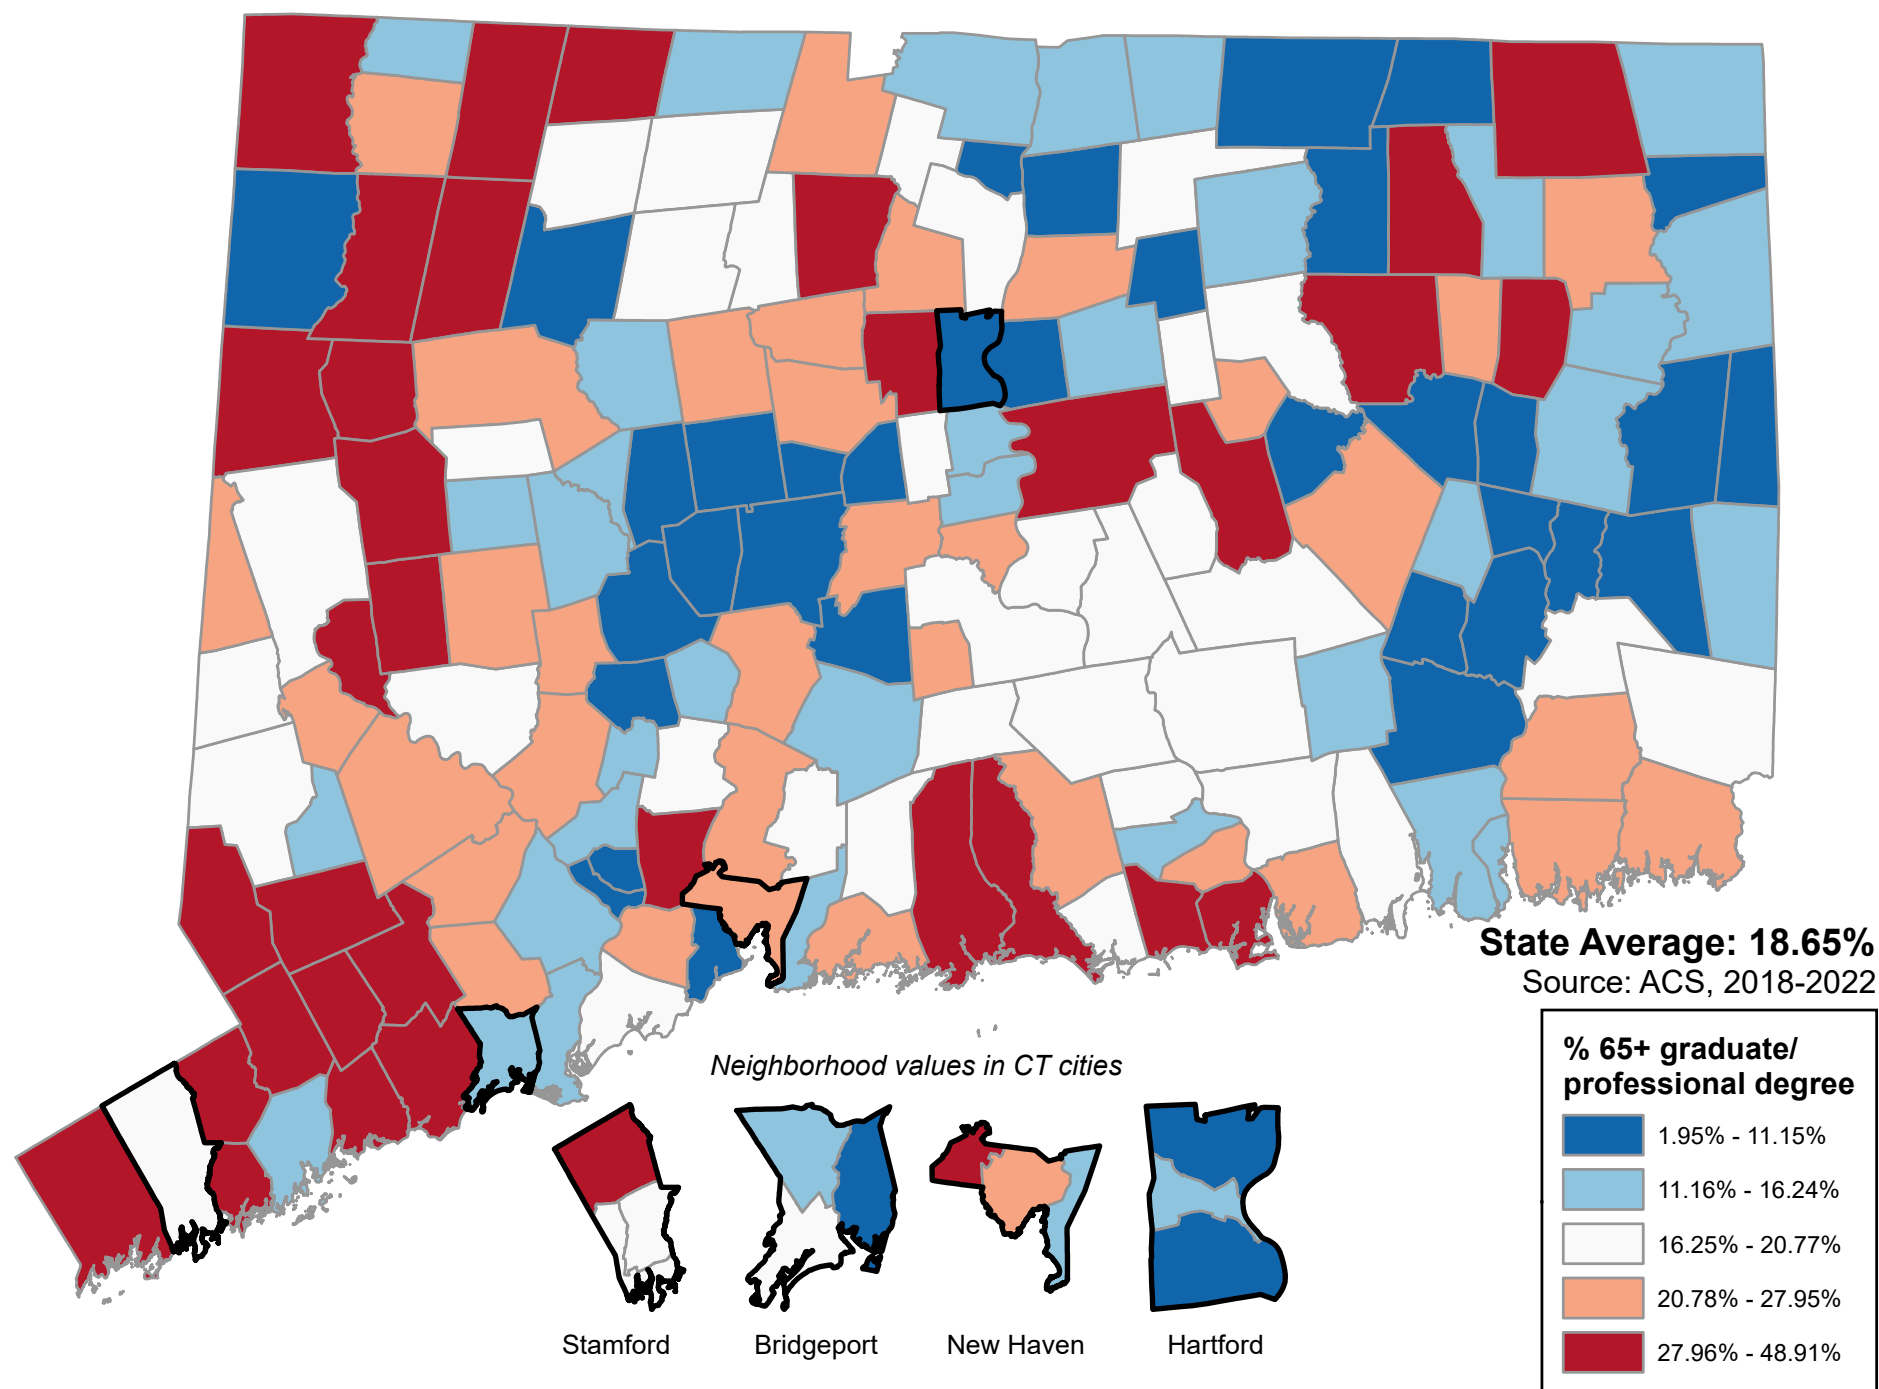 State Average: 18.65%
Source: ACS, 2018-2022
% 65+ graduate/
professional degree
1.95% - 11.15%
11.16% - 16.24%
16.25% - 20.77%
20.78% - 27.95%
27.96% - 48.91%
Neighborhood values in CT cities
Stamford
Bridgeport
New Haven
Hartford